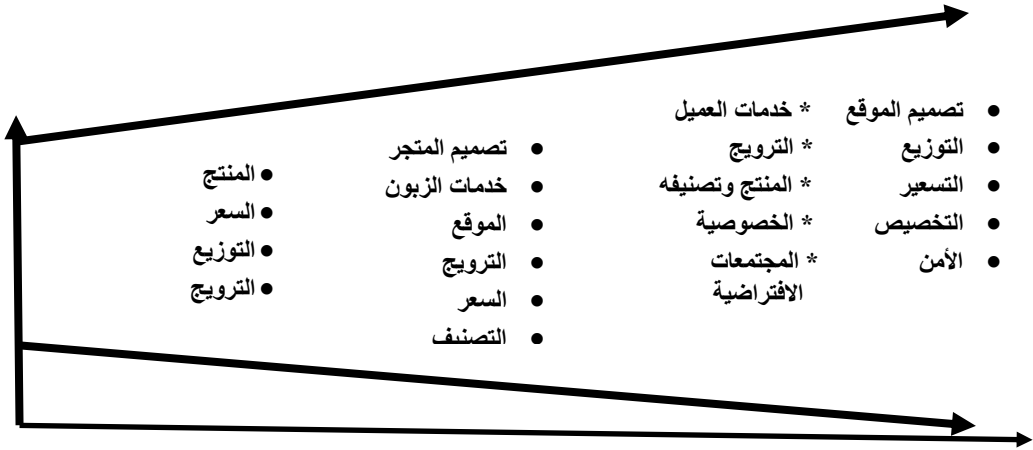 ● تصميم الموقع * خدمات العميل
● التوزيع * الترويج
● التسعير * المنتج وتصنيفه
● التخصيص * الخصوصية
● الأمن * المجتمعات
الافتراضية
● تصميم المتجر
● خدمات الزبون
● الموقع
● الترويج
● السعر
● التصنيف
● المنتج
● السعر
● التوزيع
● الترويج